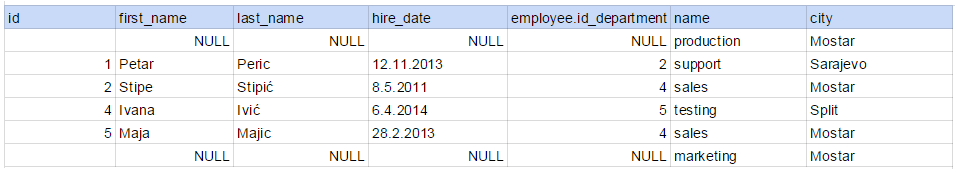 id first_name last_name hire_date employee.id_department name city
NULL NULL NULL NULL production Mostar
1 Petar Peric 12.11.2013 2 support Sarajevo
2 Stipe Stipić 8.5.2011 4 sales Mostar
4 Ivana Ivić 6.4.2014 5 testing Split
5 Maja Majic 28.2.2013 4 sales Mostar
NULL NULL NULL NULL marketing Mostar